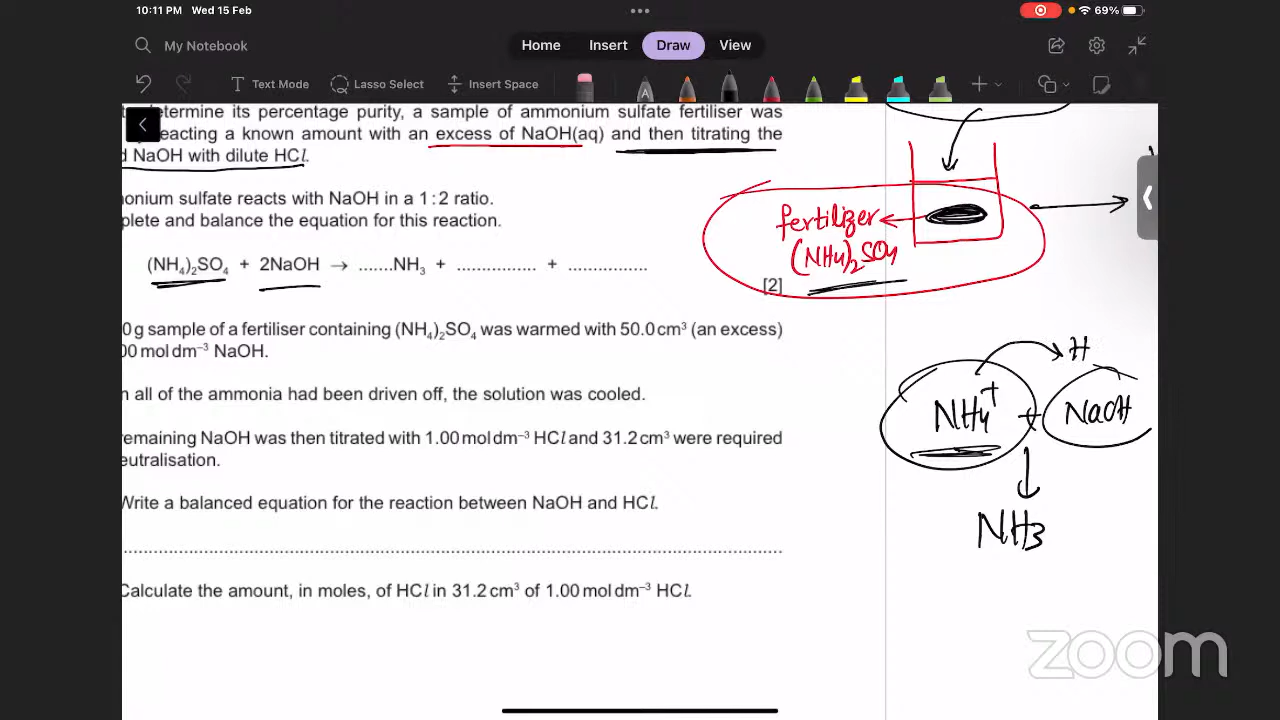 10:11 PM Wed 15 Feb
69%
My Notebook
Home Insert Draw View
Text Mode Lasso Select Insert Space
determine its percentage purity, a sample of ammonium sulfate fertiliser was
reacting a known amount with an excess of NaOH(aq) and then titrating the
d NaOH with dilute HCl.
onium sulfate reacts with NaOH in a 1:2 ratio.
plete and balance the equation for this reaction.
(NH₄)₂SO₄ + 2NaOH → .......NH₃ + ................ + ................
[2]
0 g sample of a fertiliser containing (NH₄)₂SO₄ was warmed with 50.0 cm³ (an excess)
00 mol dm⁻³ NaOH.
n all of the ammonia had been driven off, the solution was cooled.
remaining NaOH was then titrated with 1.00 mol dm⁻³ HCl and 31.2 cm³ were required
eutralisation.
Write a balanced equation for the reaction between NaOH and HCl.
Calculate the amount, in moles, of HCl in 31.2 cm³ of 1.00 mol dm⁻³ HCl.
fertilizer
(NH4)2SO4
H
NH4⁺ + NaOH
NH3
zoom